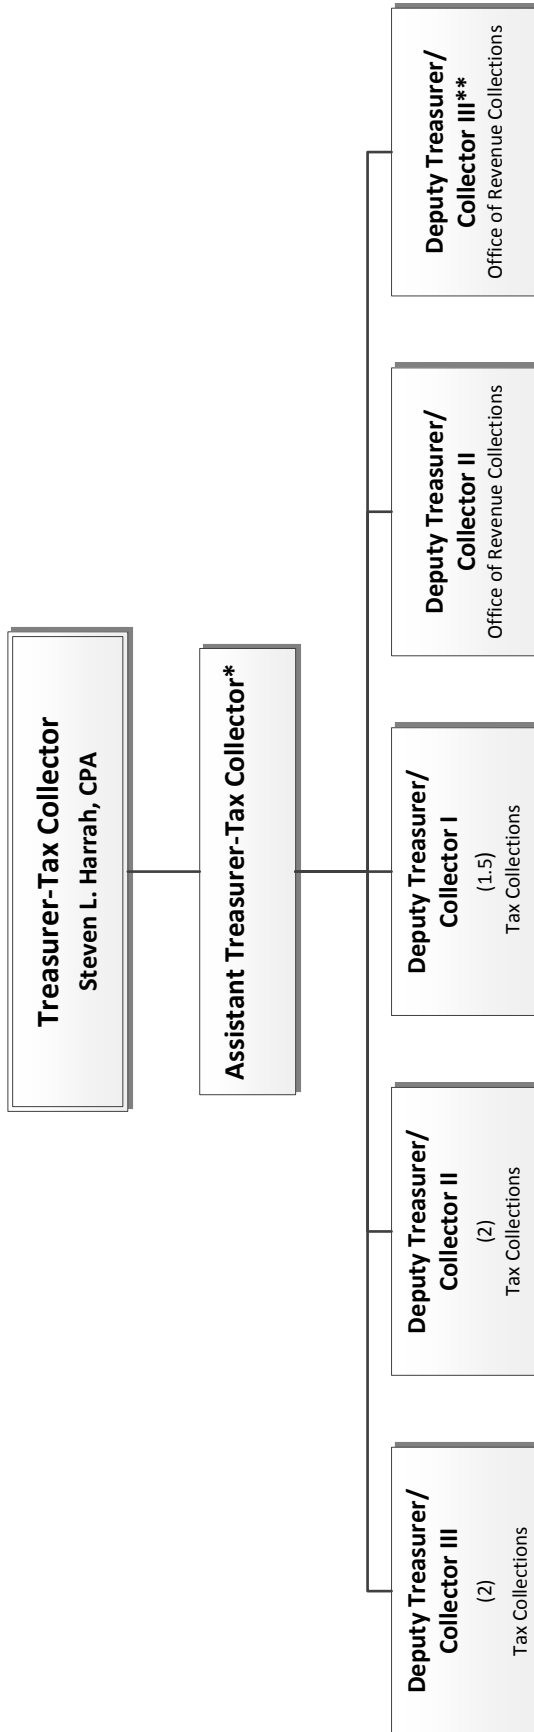 Treasurer-Tax Collector
Steven L. Harrah, CPA
Assistant Treasurer-Tax Collector*
Deputy Treasurer/
Collector III
(2)
Tax Collections
Deputy Treasurer/
Collector II
(2)
Tax Collections
Deputy Treasurer/
Collector I
(1.5)
Tax Collections
Deputy Treasurer/
Collector II
Office of Revenue Collections
Deputy Treasurer/
Collector III**
Office of Revenue Collections